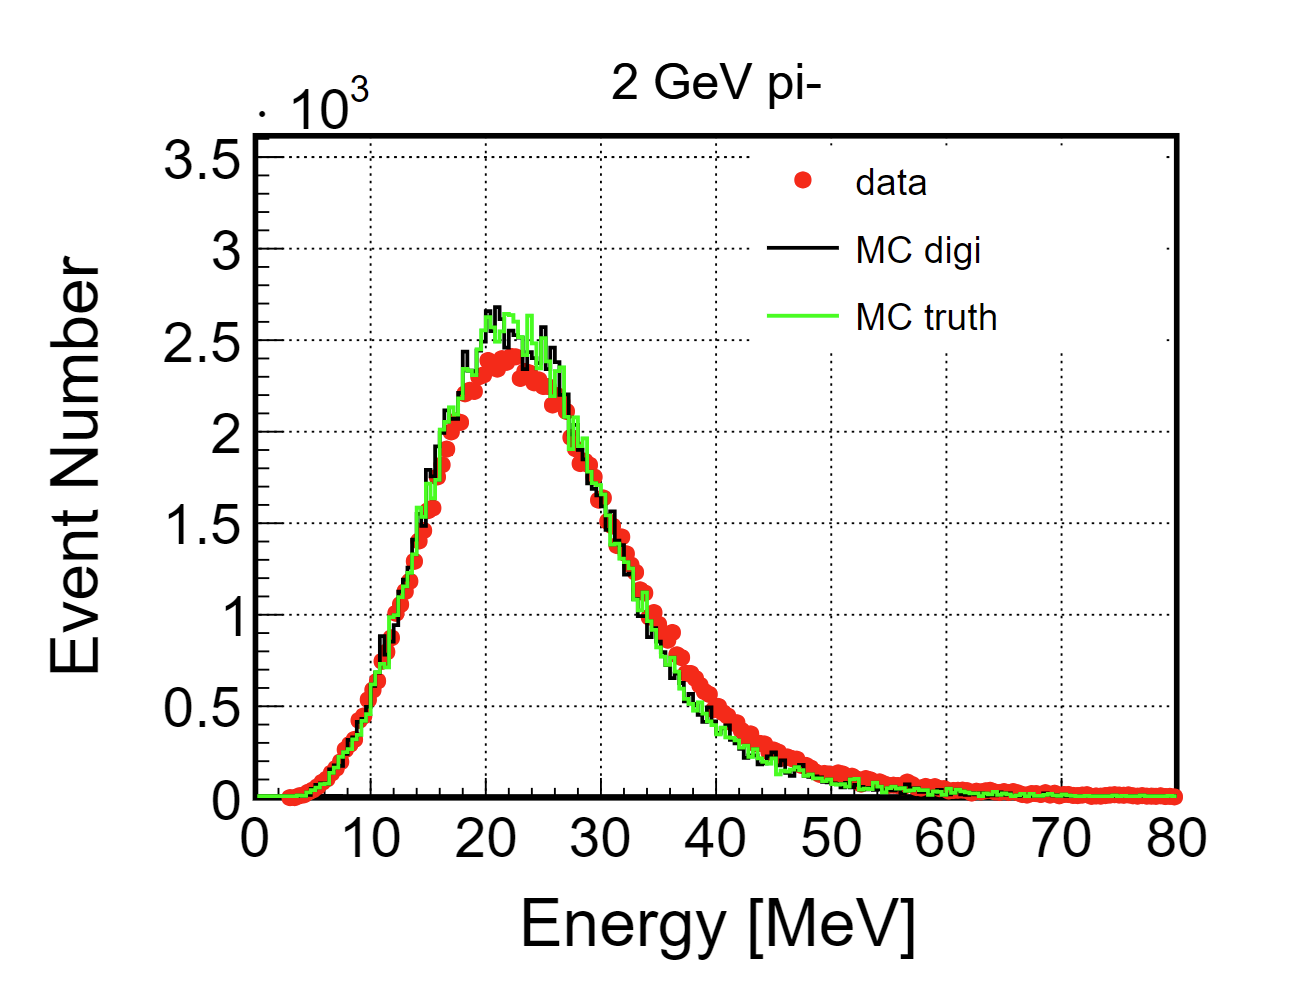 2 GeV pi-
· 10³
3.5
3
2.5
2
1.5
1
0.5
0
Event Number
data
MC digi
MC truth
0 10 20 30 40 50 60 70 80
Energy [MeV]